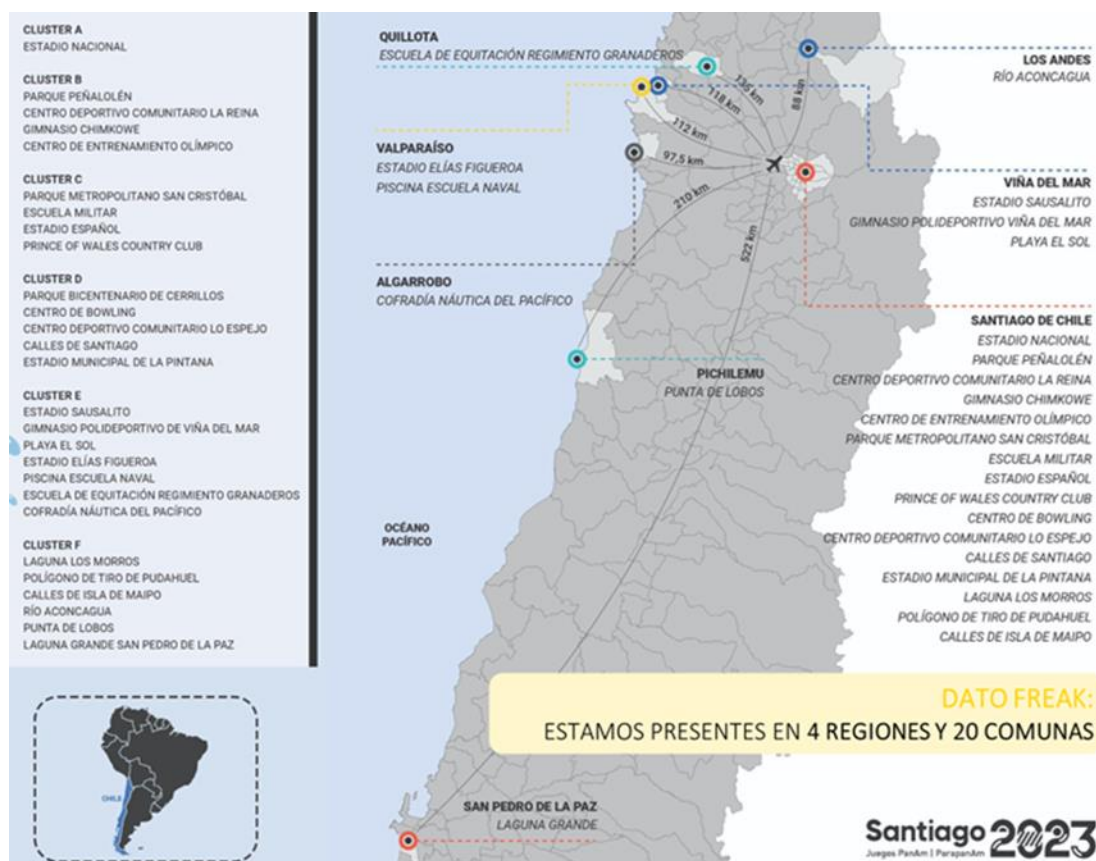 CLUSTER A
ESTADIO NACIONAL
CLUSTER B
PARQUE PEÑALOLÉN
CENTRO DEPORTIVO COMUNITARIO LA REINA
GIMNASIO CHIMKOWE
CENTRO DE ENTRENAMIENTO OLÍMPICO
CLUSTER C
PARQUE METROPOLITANO SAN CRISTÓBAL
ESCUELA MILITAR
ESTADIO ESPAÑOL
PRINCE OF WALES COUNTRY CLUB
CLUSTER D
PARQUE BICENTENARIO DE CERRILLOS
CENTRO DE BOWLING
CENTRO DEPORTIVO COMUNITARIO LO ESPEJO
CALLES DE SANTIAGO
ESTADIO MUNICIPAL DE LA PINTANA
CLUSTER E
ESTADIO SAUSALITO
GIMNASIO POLIDEPORTIVO DE VIÑA DEL MAR
PLAYA EL SOL
ESTADIO ELÍAS FIGUEROA
PISCINA ESCUELA NAVAL
ESCUELA DE EQUITACIÓN REGIMIENTO GRANADEROS
COFRADÍA NÁUTICA DEL PACÍFICO
CLUSTER F
LAGUNA LOS MORROS
POLÍGONO DE TIRO DE PUDAHUEL
CALLES DE ISLA DE MAIPO
RÍO ACONCAGUA
PUNTA DE LOBOS
LAGUNA GRANDE SAN PEDRO DE LA PAZ
QUILLOTA
ESCUELA DE EQUITACIÓN REGIMIENTO GRANADEROS
VALPARAÍSO
ESTADIO ELÍAS FIGUEROA
PISCINA ESCUELA NAVAL
ALGARROBO
COFRADÍA NÁUTICA DEL PACÍFICO
135 km
118 km
88 km
112 km
97,5 km
210 km
522 km
LOS ANDES
RÍO ACONCAGUA
VIÑA DEL MAR
ESTADIO SAUSALITO
GIMNASIO POLIDEPORTIVO VIÑA DEL MAR
PLAYA EL SOL
SANTIAGO DE CHILE
ESTADIO NACIONAL
PARQUE PEÑALOLÉN
CENTRO DEPORTIVO COMUNITARIO LA REINA
GIMNASIO CHIMKOWE
CENTRO DE ENTRENAMIENTO OLÍMPICO
PARQUE METROPOLITANO SAN CRISTÓBAL
ESCUELA MILITAR
ESTADIO ESPAÑOL
PRINCE OF WALES COUNTRY CLUB
CENTRO DE BOWLING
CENTRO DEPORTIVO COMUNITARIO LO ESPEJO
CALLES DE SANTIAGO
ESTADIO MUNICIPAL DE LA PINTANA
LAGUNA LOS MORROS
POLÍGONO DE TIRO DE PUDAHUEL
CALLES DE ISLA DE MAIPO
PICHILEMU
PUNTA DE LOBOS
OCÉANO
PACÍFICO
DATO FREAK:
ESTAMOS PRESENTES EN 4 REGIONES Y 20 COMUNAS
CHILE
SAN PEDRO DE LA PAZ
LAGUNA GRANDE
Santiago 2023
Juegos PanAm | ParapanAm